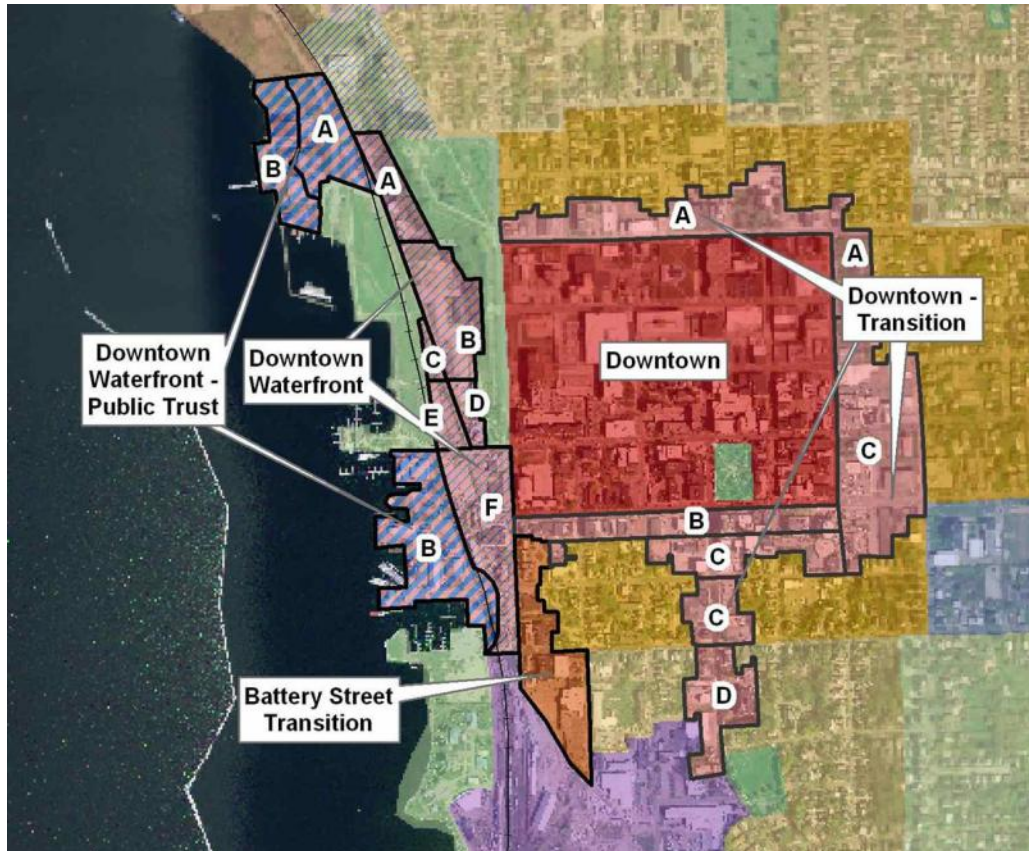 A
B
A
A
A
Downtown -
Transition
Downtown
Waterfront -
Public Trust
Downtown
Waterfront
B
C
Downtown
D
E
C
F
B
B
C
C
D
Battery Street
Transition